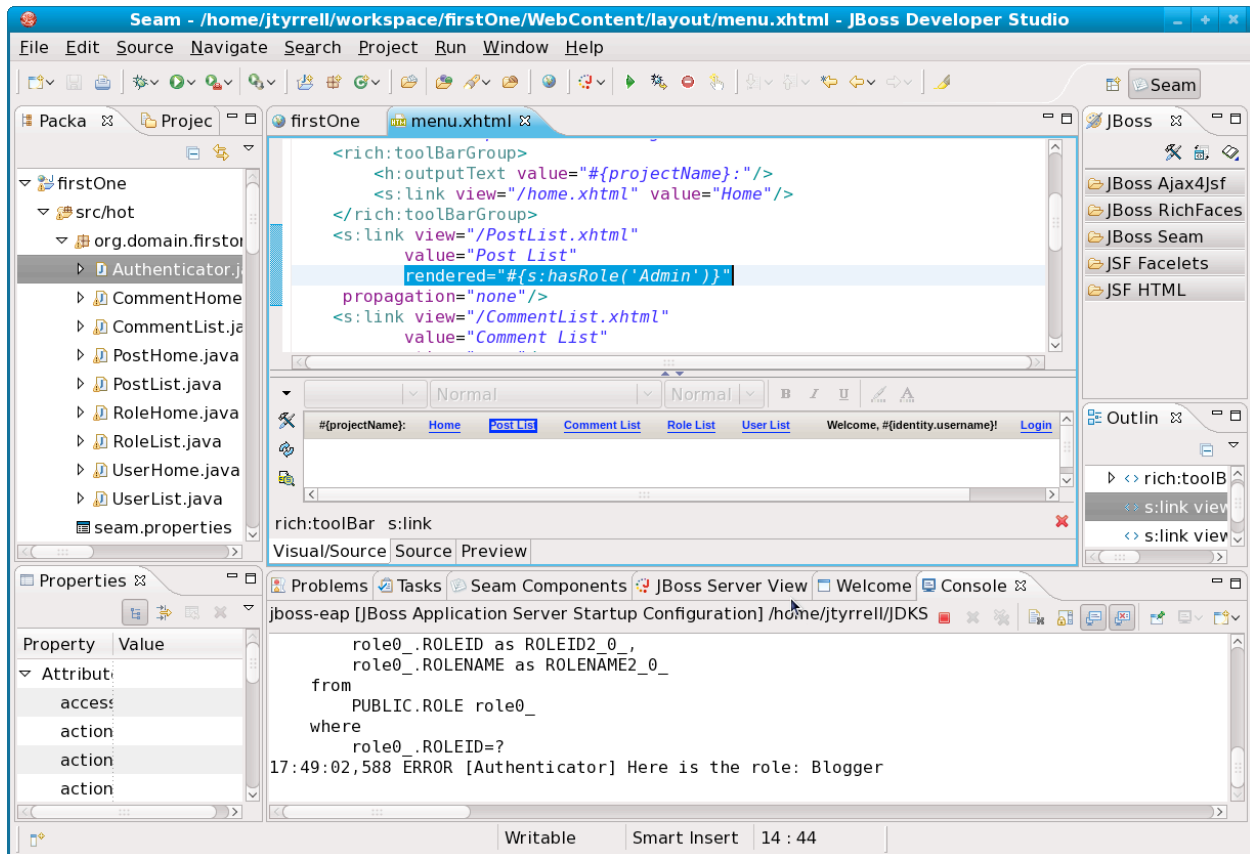 Seam - /home/jtyrrell/workspace/firstOne/WebContent/layout/menu.xhtml - JBoss Developer Studio
File Edit Source Navigate Search Project Run Window Help
Seam
Packa
Projec
firstOne
src/hot
org.domain.firstor
Authenticator.j
CommentHome
CommentList.ja
PostHome.java
PostList.java
RoleHome.java
RoleList.java
UserHome.java
UserList.java
seam.properties
firstOne
menu.xhtml
<rich:toolBarGroup>
<h:outputText value="#{projectName}:"/>
<s:link view="/home.xhtml" value="Home"/>
</rich:toolBarGroup>
<s:link view="/PostList.xhtml"
value="Post List"
rendered="#{s:hasRole('Admin')}"
propagation="none"/>
<s:link view="/CommentList.xhtml"
value="Comment List"
Normal Normal B I U A
#{projectName}: Home Post List Comment List Role List User List Welcome, #{identity.username}! Login
rich:toolBar s:link
Visual/Source Source Preview
JBoss
JBoss Ajax4Jsf
JBoss RichFaces
JBoss Seam
JSF Facelets
JSF HTML
Outlin
<> rich:toolB
<> s:link view
<> s:link view
Properties
Property Value
Attribut
access
action
action
action
Problems Tasks Seam Components JBoss Server View Welcome Console
jboss-eap [JBoss Application Server Startup Configuration] /home/jtyrrell/JDKS
role0_.ROLEID as ROLEID2_0_,
role0_.ROLENAME as ROLENAME2_0_
from
PUBLIC.ROLE role0_
where
role0_.ROLEID=?
17:49:02,588 ERROR [Authenticator] Here is the role: Blogger
Writable Smart Insert 14 : 44